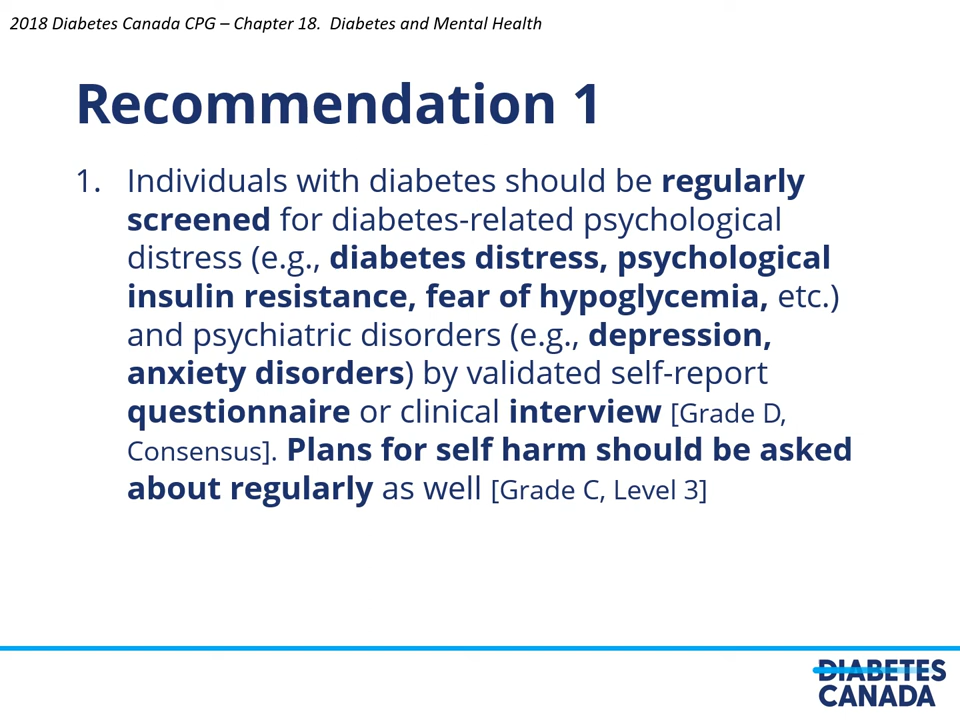 2018 Diabetes Canada CPG – Chapter 18.  Diabetes and Mental Health
Recommendation 1
1. Individuals with diabetes should be regularly
screened for diabetes-related psychological
distress (e.g., diabetes distress, psychological
insulin resistance, fear of hypoglycemia, etc.)
and psychiatric disorders (e.g., depression,
anxiety disorders) by validated self-report
questionnaire or clinical interview [Grade D,
Consensus]. Plans for self harm should be asked
about regularly as well [Grade C, Level 3]
DIABETES
CANADA